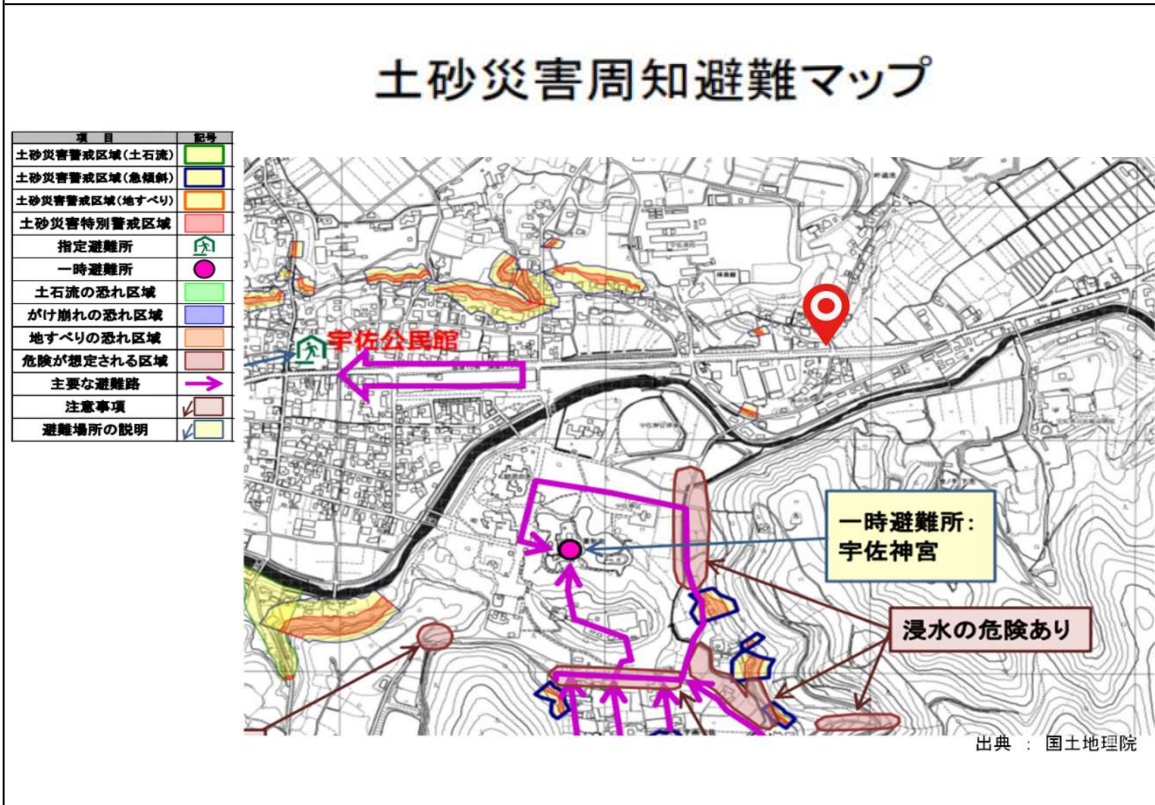 土砂災害周知避難マップ
項 目 記号
土砂災害警戒区域(土石流)
土砂災害警戒区域(急傾斜)
土砂災害警戒区域(地すべり)
土砂災害特別警戒区域
指定避難所
一時避難所
土石流の恐れ区域
がけ崩れの恐れ区域
地すべりの恐れ区域
危険が想定される区域
主要な避難路
注意事項
避難場所の説明
宇佐公民館
一時避難所:
宇佐神宮
浸水の危険あり
出典 : 国土地理院